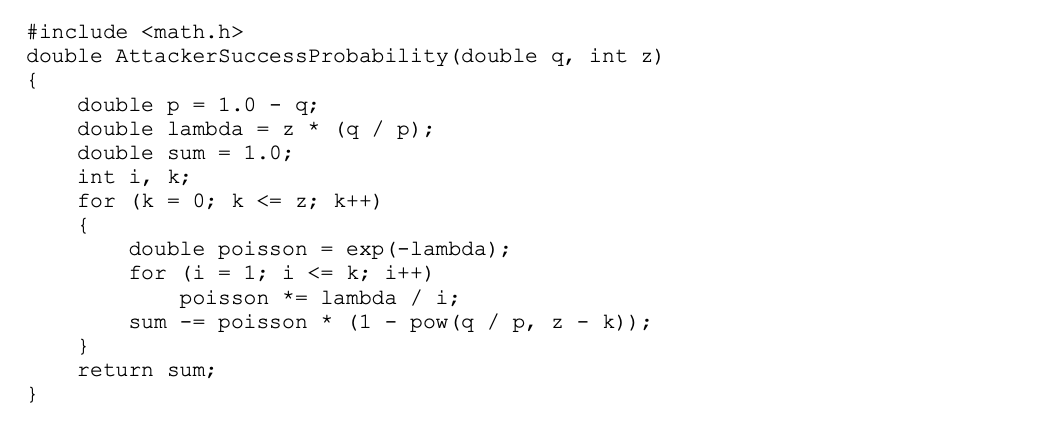 #include <math.h>
double AttackerSuccessProbability(double q, int z)
{
    double p = 1.0 - q;
    double lambda = z * (q / p);
    double sum = 1.0;
    int i, k;
    for (k = 0; k <= z; k++)
    {
        double poisson = exp(-lambda);
        for (i = 1; i <= k; i++)
            poisson *= lambda / i;
        sum -= poisson * (1 - pow(q / p, z - k));
    }
    return sum;
}